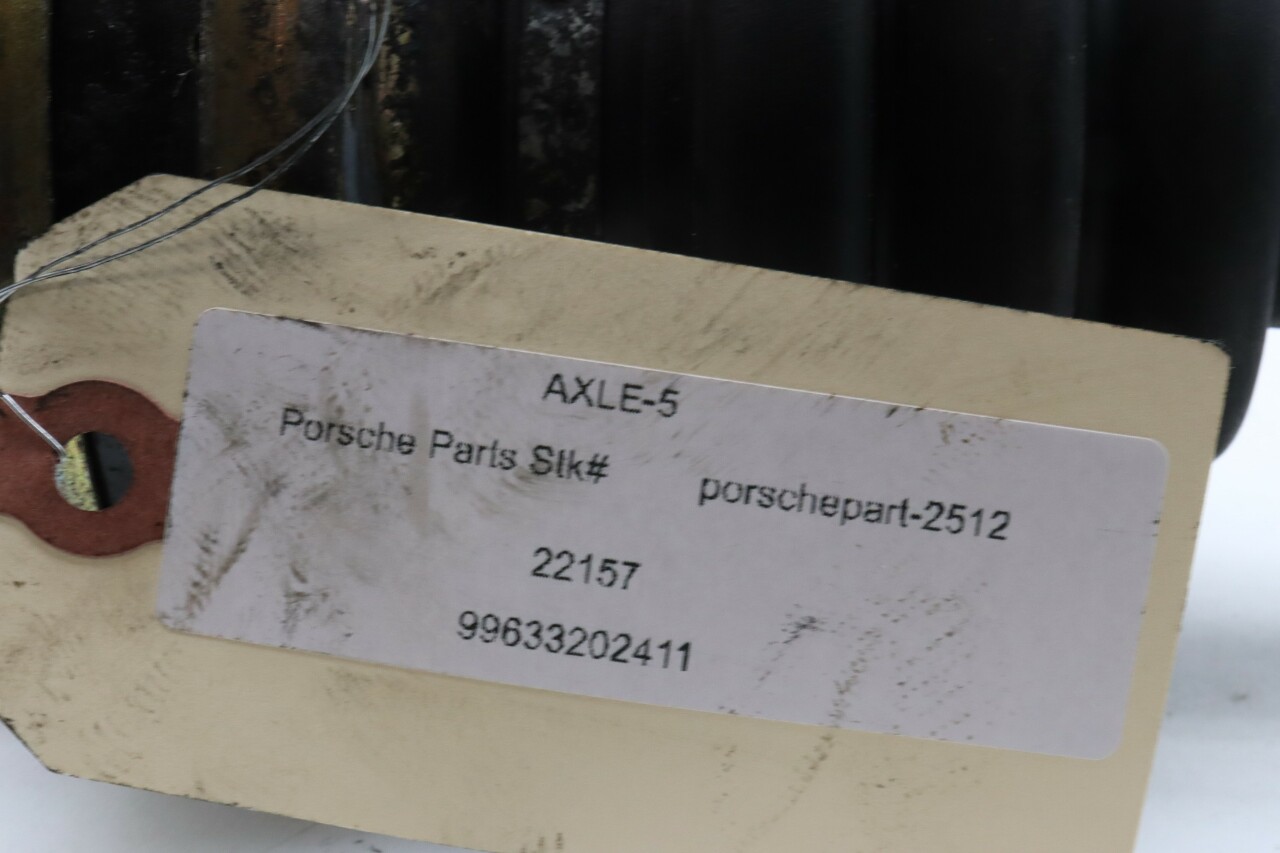 AXLE-5
Porsche Parts Stk# porschepart-2512
22157
99633202411